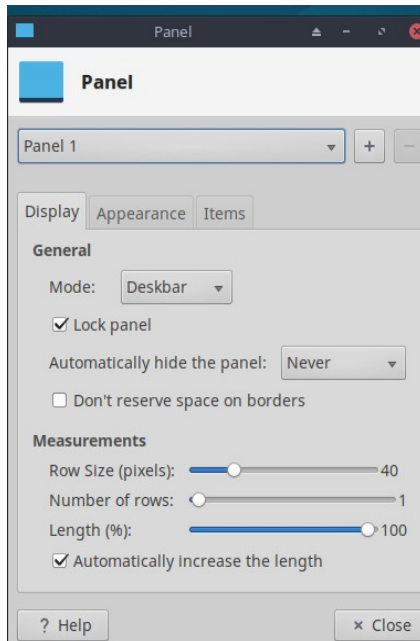 Panel
Panel
Panel 1
Display Appearance Items
General
Mode: Deskbar
Lock panel
Automatically hide the panel: Never
Don't reserve space on borders
Measurements
Row Size (pixels): 40
Number of rows: 1
Length (%): 100
Automatically increase the length
? Help × Close